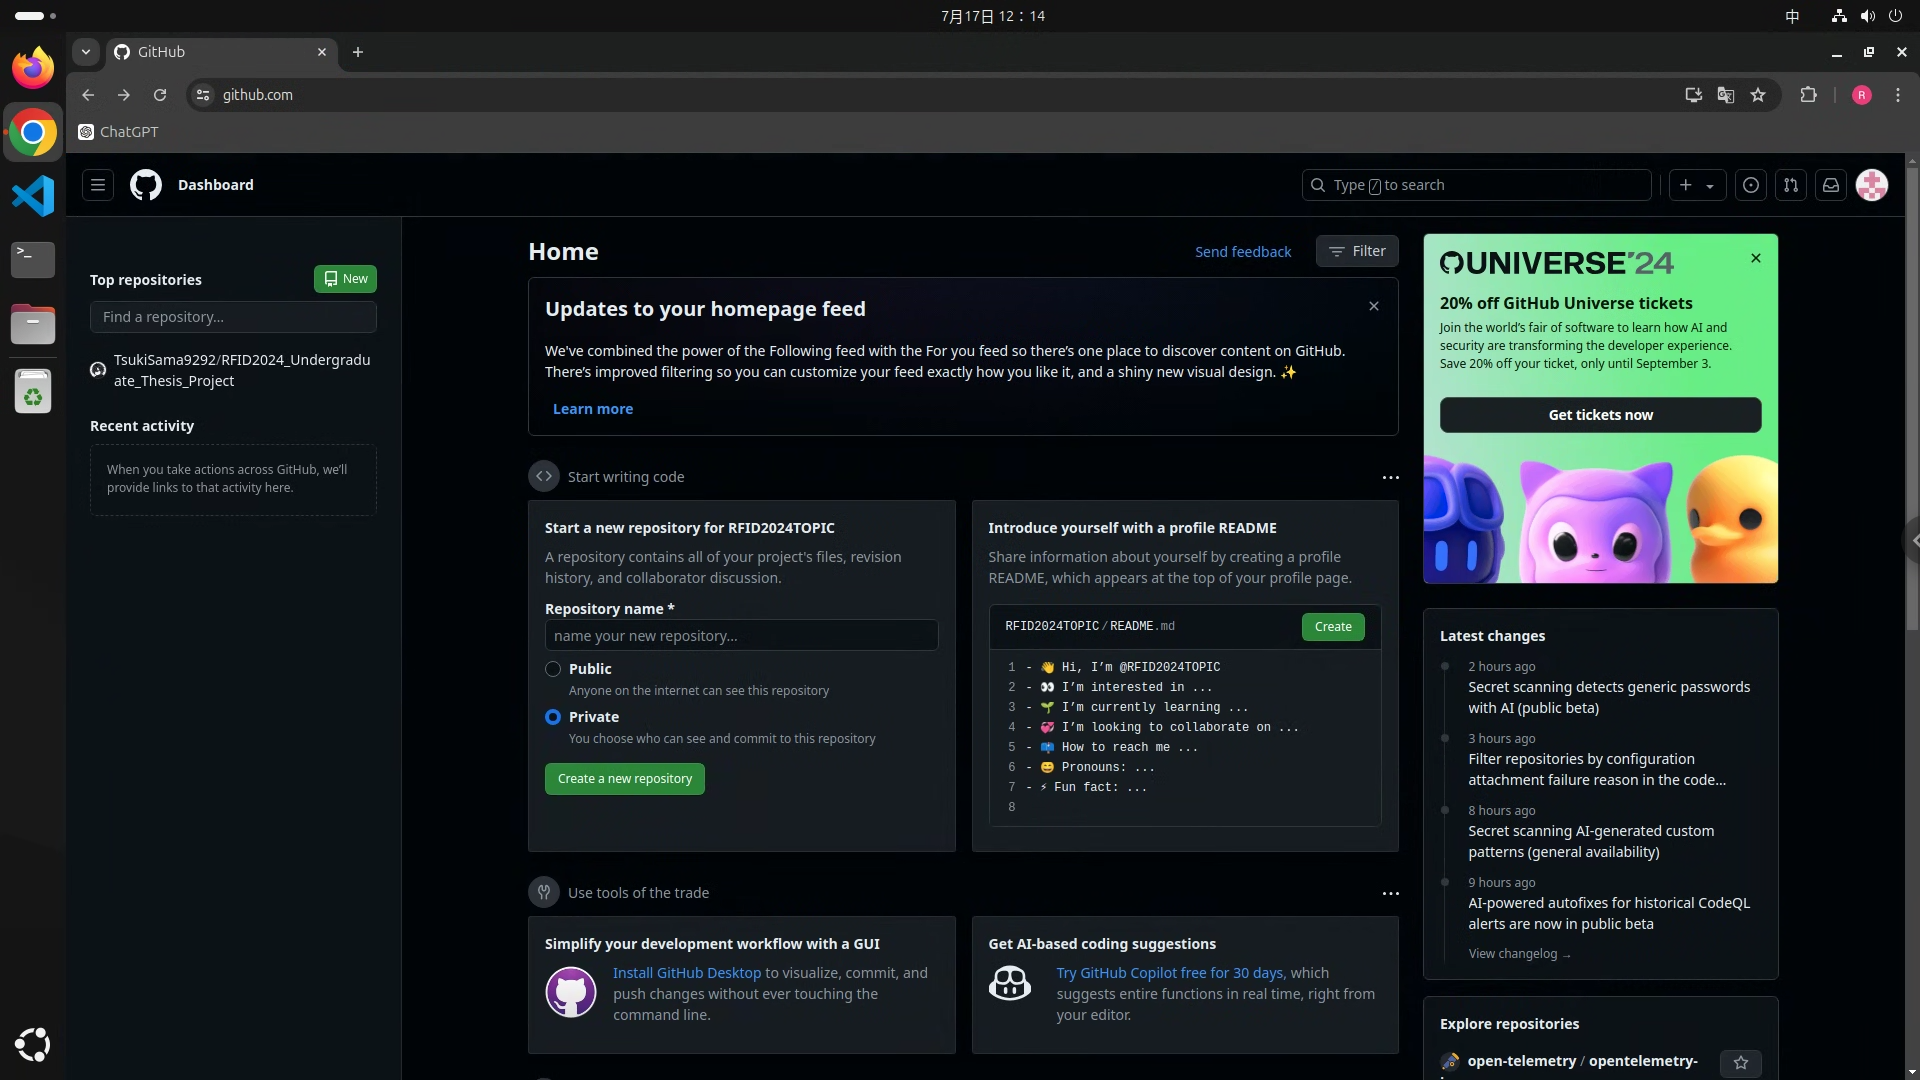 7月17日 12：14
中
GitHub
github.com
R
ChatGPT
Dashboard
Type / to search
Top repositories
New
Find a repository...
TsukiSama9292/RFID2024_Undergradu
ate_Thesis_Project
Recent activity
When you take actions across GitHub, we’ll
provide links to that activity here.
Home
Send feedback
Filter
Updates to your homepage feed
We've combined the power of the Following feed with the For you feed so there’s one place to discover content on GitHub.
There’s improved filtering so you can customize your feed exactly how you like it, and a shiny new visual design. ✨
Learn more
Start writing code
Start a new repository for RFID2024TOPIC
A repository contains all of your project's files, revision
history, and collaborator discussion.
Repository name *
name your new repository...
Public
Anyone on the internet can see this repository
Private
You choose who can see and commit to this repository
Create a new repository
Introduce yourself with a profile README
Share information about yourself by creating a profile
README, which appears at the top of your profile page.
RFID2024TOPIC / README.md
Create
1 - 👋 Hi, I’m @RFID2024TOPIC
2 - 👀 I’m interested in ...
3 - 🌱 I’m currently learning ...
4 - 💞️ I’m looking to collaborate on ...
5 - 📫 How to reach me ...
6 - 😄 Pronouns: ...
7 - ⚡ Fun fact: ...
8
Use tools of the trade
Simplify your development workflow with a GUI
Install GitHub Desktop to visualize, commit, and
push changes without ever touching the
command line.
Get AI-based coding suggestions
Try GitHub Copilot free for 30 days, which
suggests entire functions in real time, right from
your editor.
UNIVERSE'24
20% off GitHub Universe tickets
Join the world’s fair of software to learn how AI and
security are transforming the developer experience.
Save 20% off your ticket, only until September 3.
Get tickets now
Latest changes
2 hours ago
Secret scanning detects generic passwords
with AI (public beta)
3 hours ago
Filter repositories by configuration
attachment failure reason in the code...
8 hours ago
Secret scanning AI-generated custom
patterns (general availability)
9 hours ago
AI-powered autofixes for historical CodeQL
alerts are now in public beta
View changelog →
Explore repositories
open-telemetry / opentelemetry-